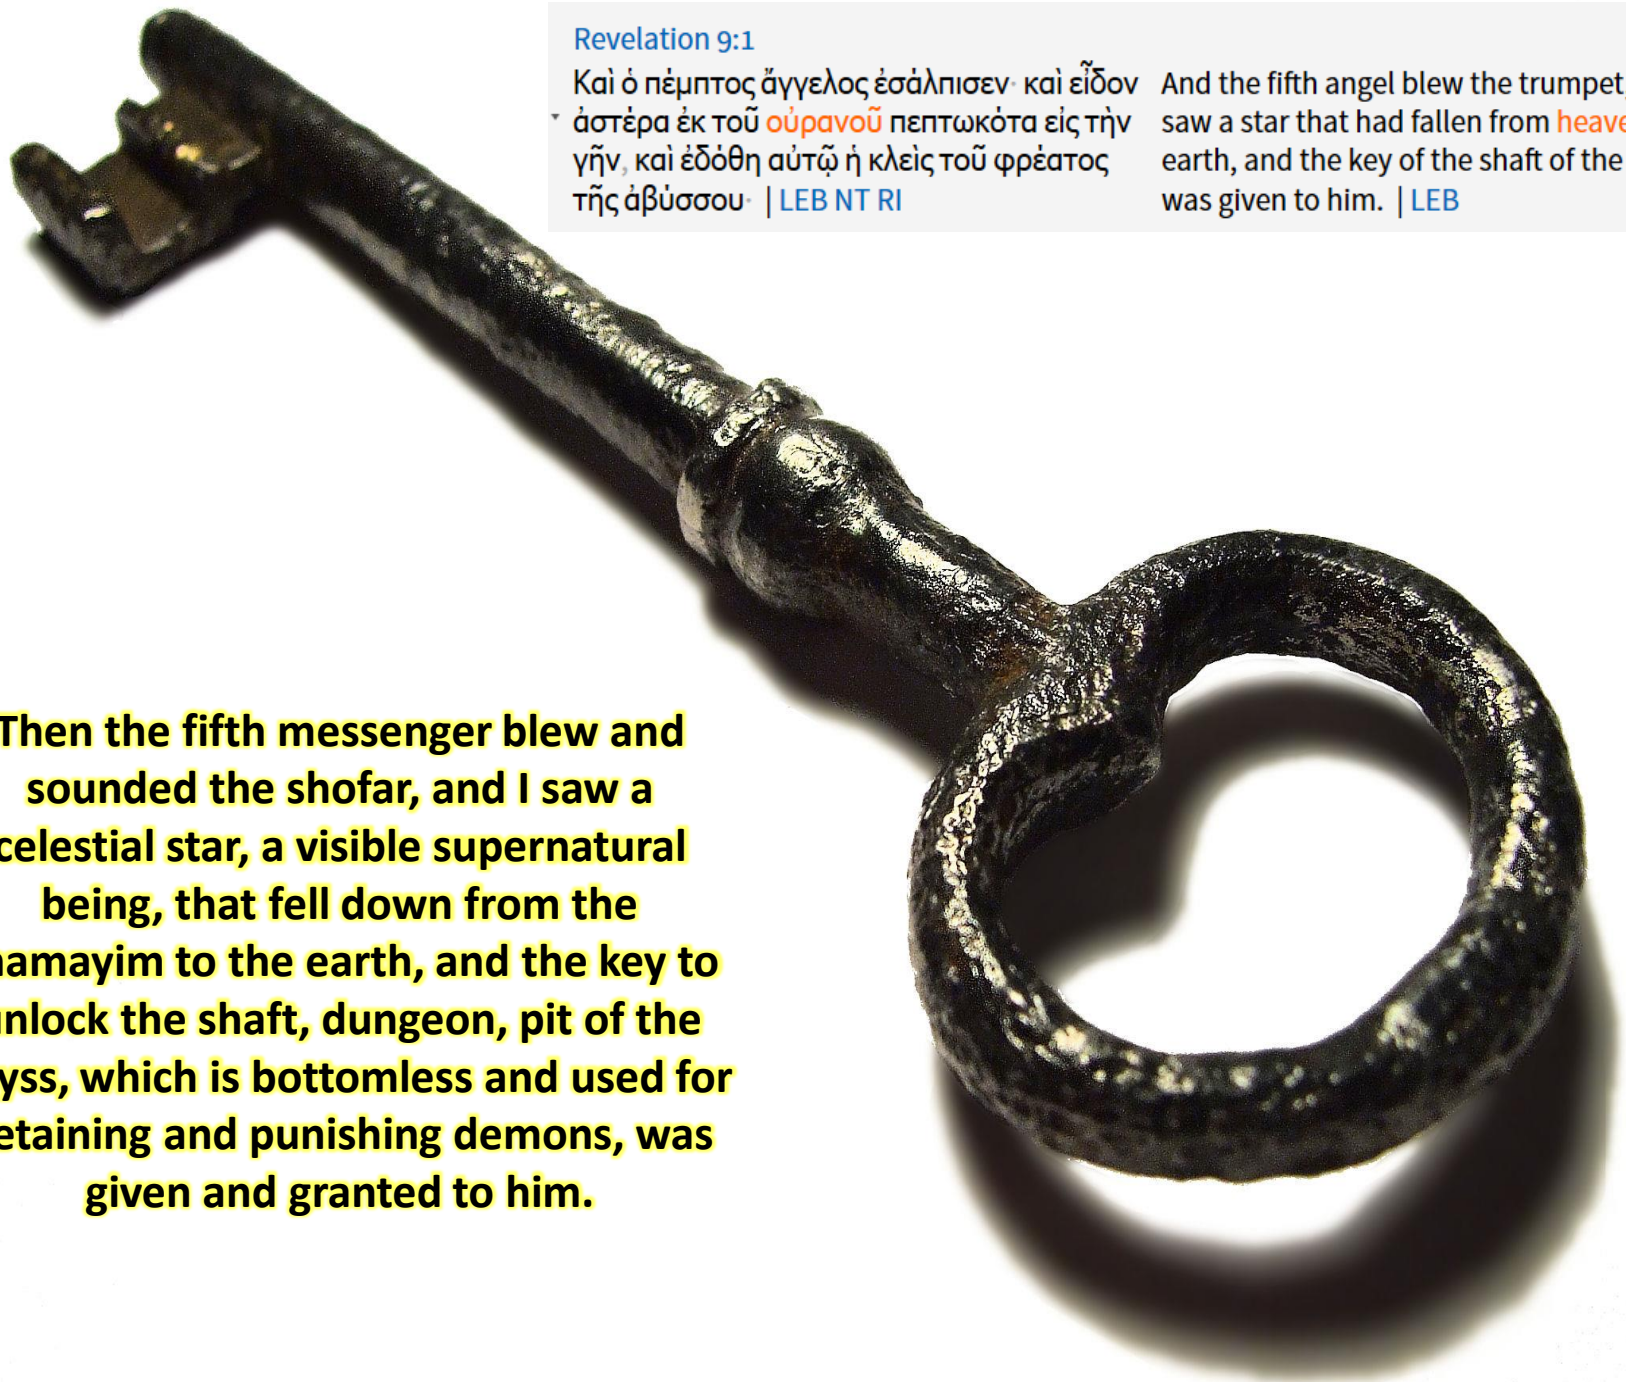 Revelation 9:1
Καὶ ὁ πέμπτος ἄγγελος ἐσάλπισεν· καὶ εἶδον
ἀστέρα ἐκ τοῦ οὐρανοῦ πεπτωκότα εἰς τὴν
γῆν, καὶ ἐδόθη αὐτῷ ἡ κλεὶς τοῦ φρέατος
τῆς ἀβύσσου· | LEB NT RI
And the fifth angel blew the trumpet,
saw a star that had fallen from heave
earth, and the key of the shaft of the
was given to him. | LEB
Then the fifth messenger blew and
sounded the shofar, and I saw a
celestial star, a visible supernatural
being, that fell down from the
hamayim to the earth, and the key to
unlock the shaft, dungeon, pit of the
yss, which is bottomless and used for
etaining and punishing demons, was
given and granted to him.